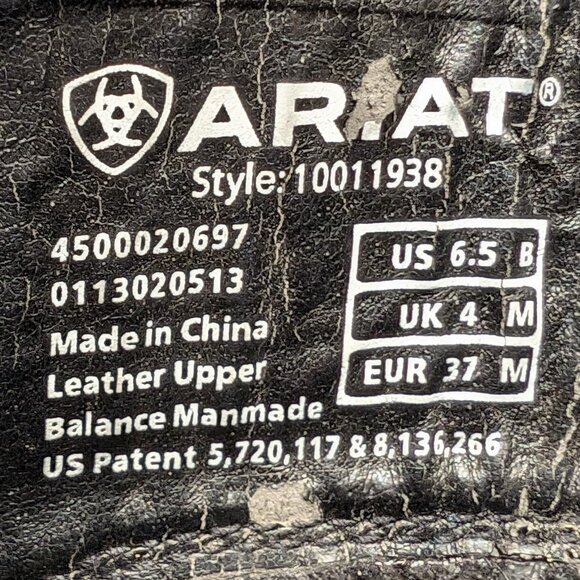 ARIAT®
Style: 10011938
4500020697
0113020513
Made in China
Leather Upper
Balance Manmade
US Patent 5,720,117 & 8,136,266
US 6.5 B
UK 4 M
EUR 37 M